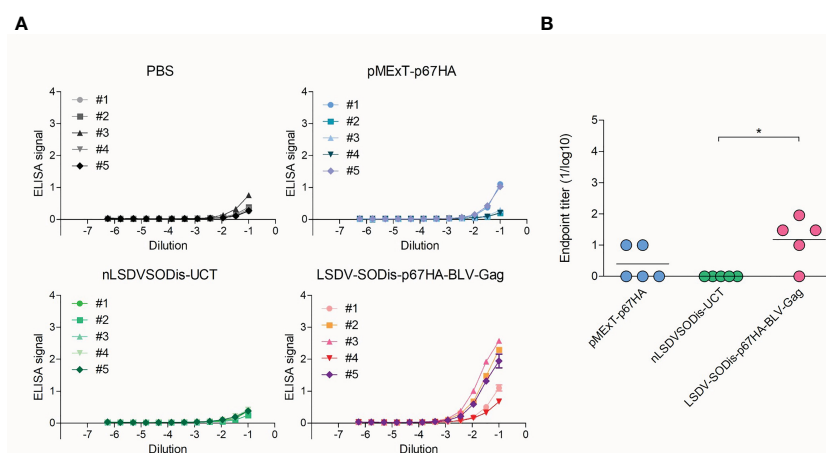 A
B
PBS
4
3
2
1
0
ELISA signal
#1
#2
#3
#4
#5
-7 -6 -5 -4 -3 -2 -1 0
Dilution
pMExT-p67HA
4
3
2
1
0
ELISA signal
#1
#2
#3
#4
#5
-7 -6 -5 -4 -3 -2 -1 0
Dilution
nLSDVSODis-UCT
4
3
2
1
0
ELISA signal
#1
#2
#3
#4
#5
-7 -6 -5 -4 -3 -2 -1 0
Dilution
LSDV-SODis-p67HA-BLV-Gag
4
3
2
1
0
ELISA signal
#1
#2
#3
#4
#5
-7 -6 -5 -4 -3 -2 -1 0
Dilution
5
4
3
2
1
0
Endpoint titer (1/log10)
*
pMExT-p67HA
nLSDVSODis-UCT
LSDV-SODis-p67HA-BLV-Gag